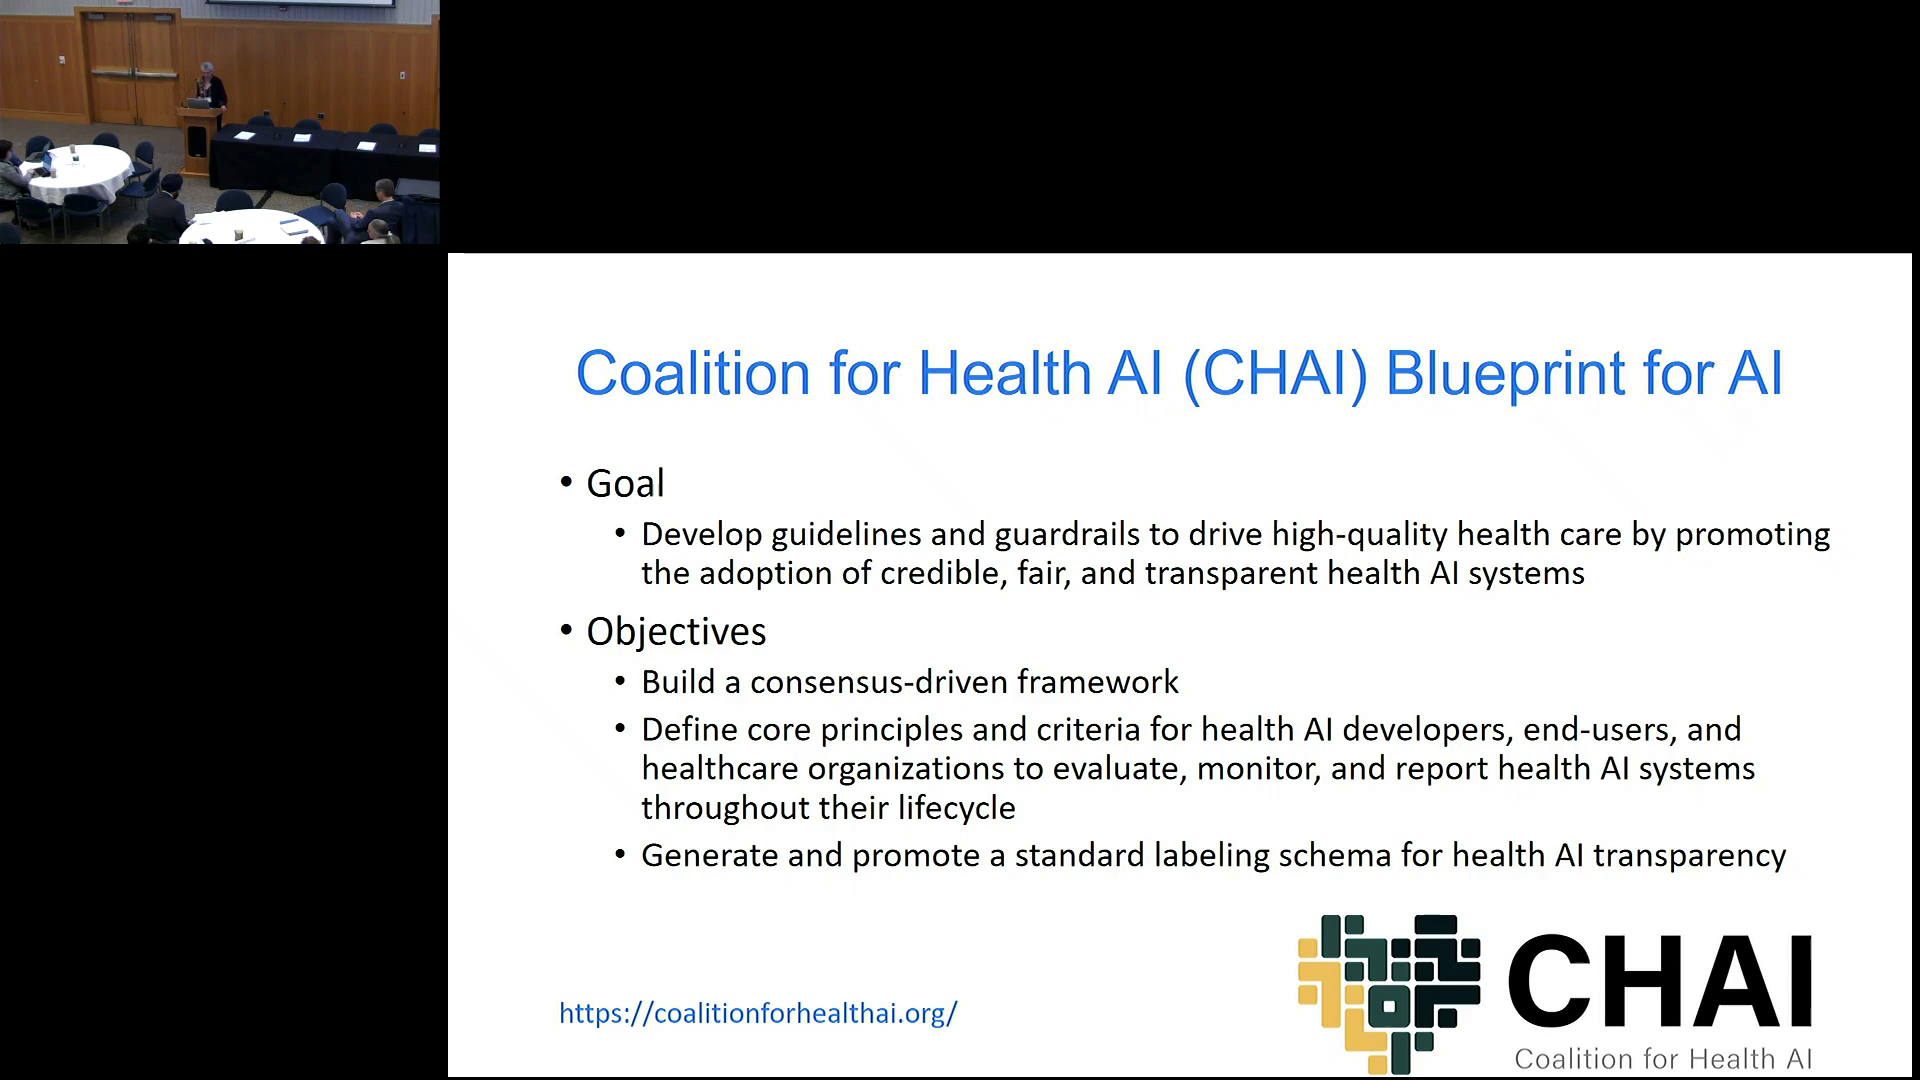 Coalition for Health AI (CHAI) Blueprint for AI
• Goal
• Develop guidelines and guardrails to drive high-quality health care by promoting
the adoption of credible, fair, and transparent health AI systems
• Objectives
• Build a consensus-driven framework
• Define core principles and criteria for health AI developers, end-users, and
healthcare organizations to evaluate, monitor, and report health AI systems
throughout their lifecycle
• Generate and promote a standard labeling schema for health AI transparency
https://coalitionforhealthai.org/
CHAI
Coalition for Health AI